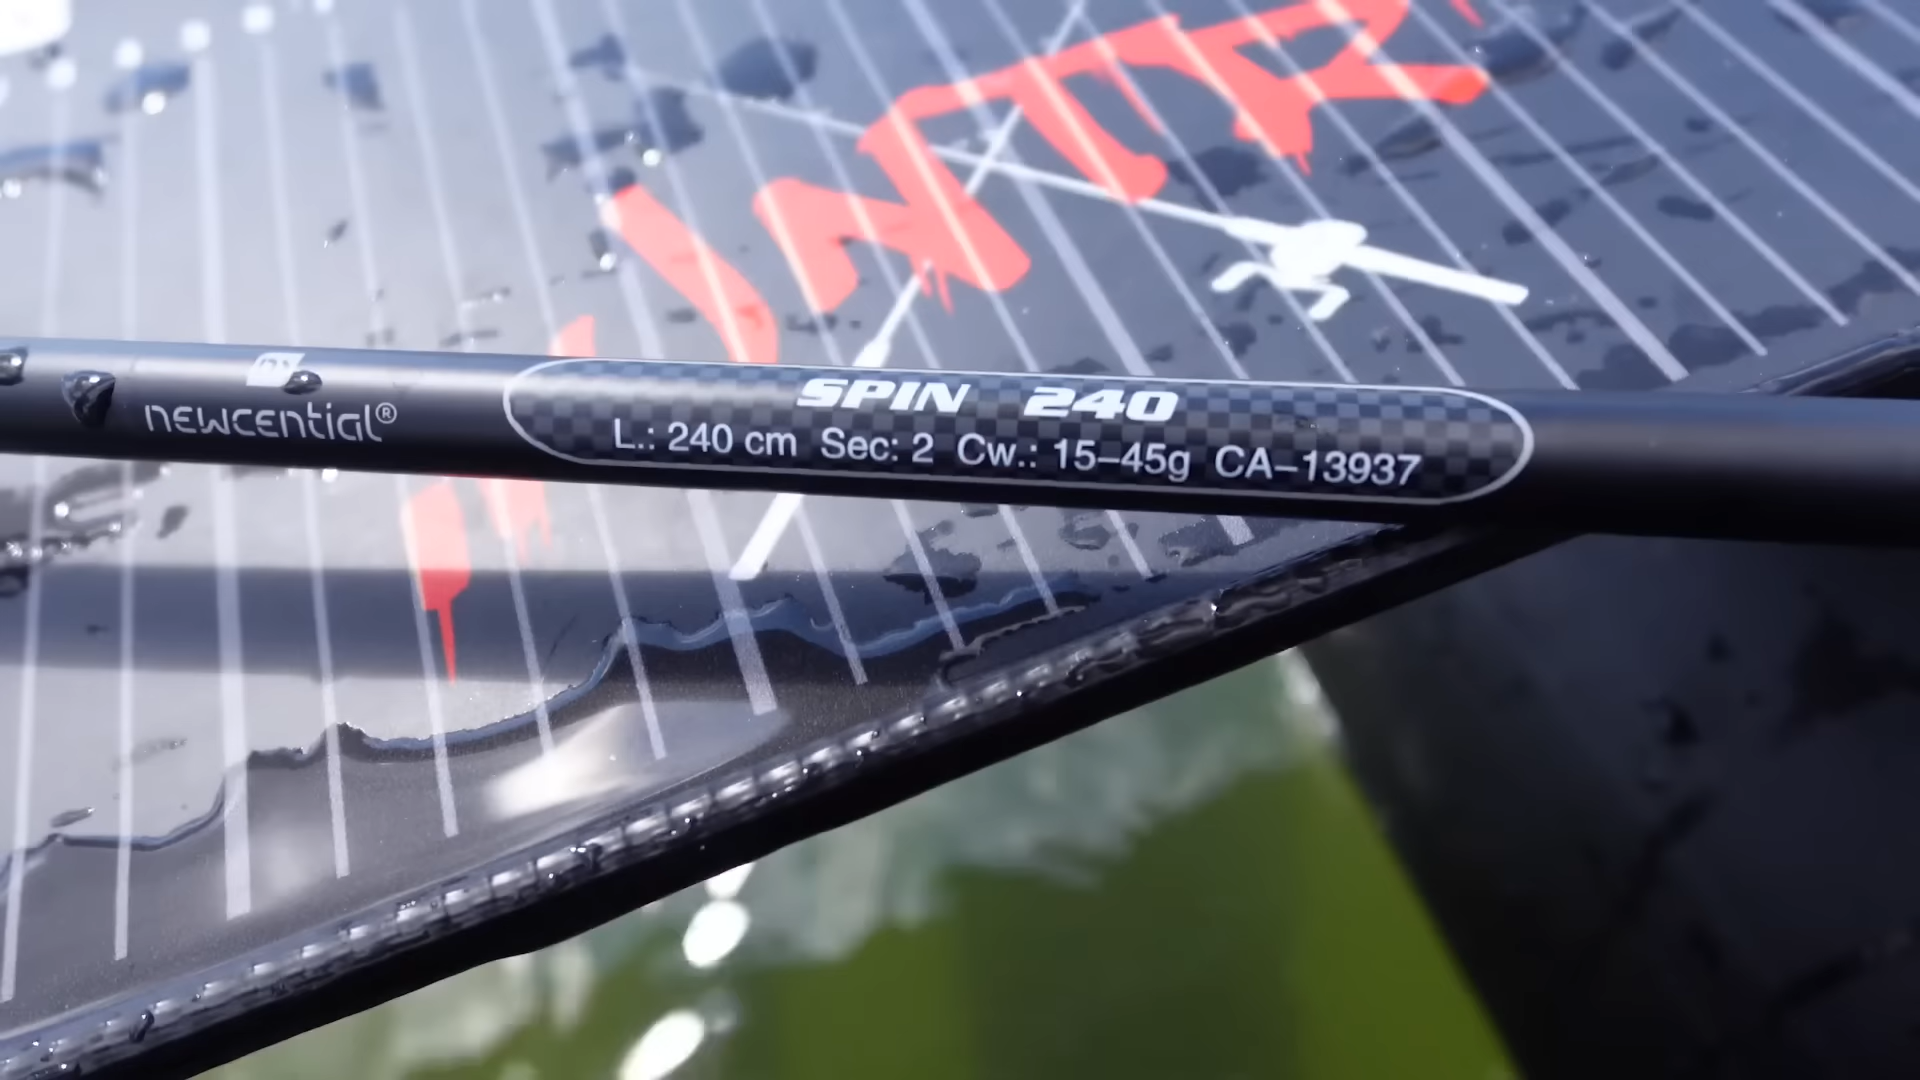 newcential®
SPIN 240
L.: 240 cm Sec: 2 Cw.: 15–45g CA–13937